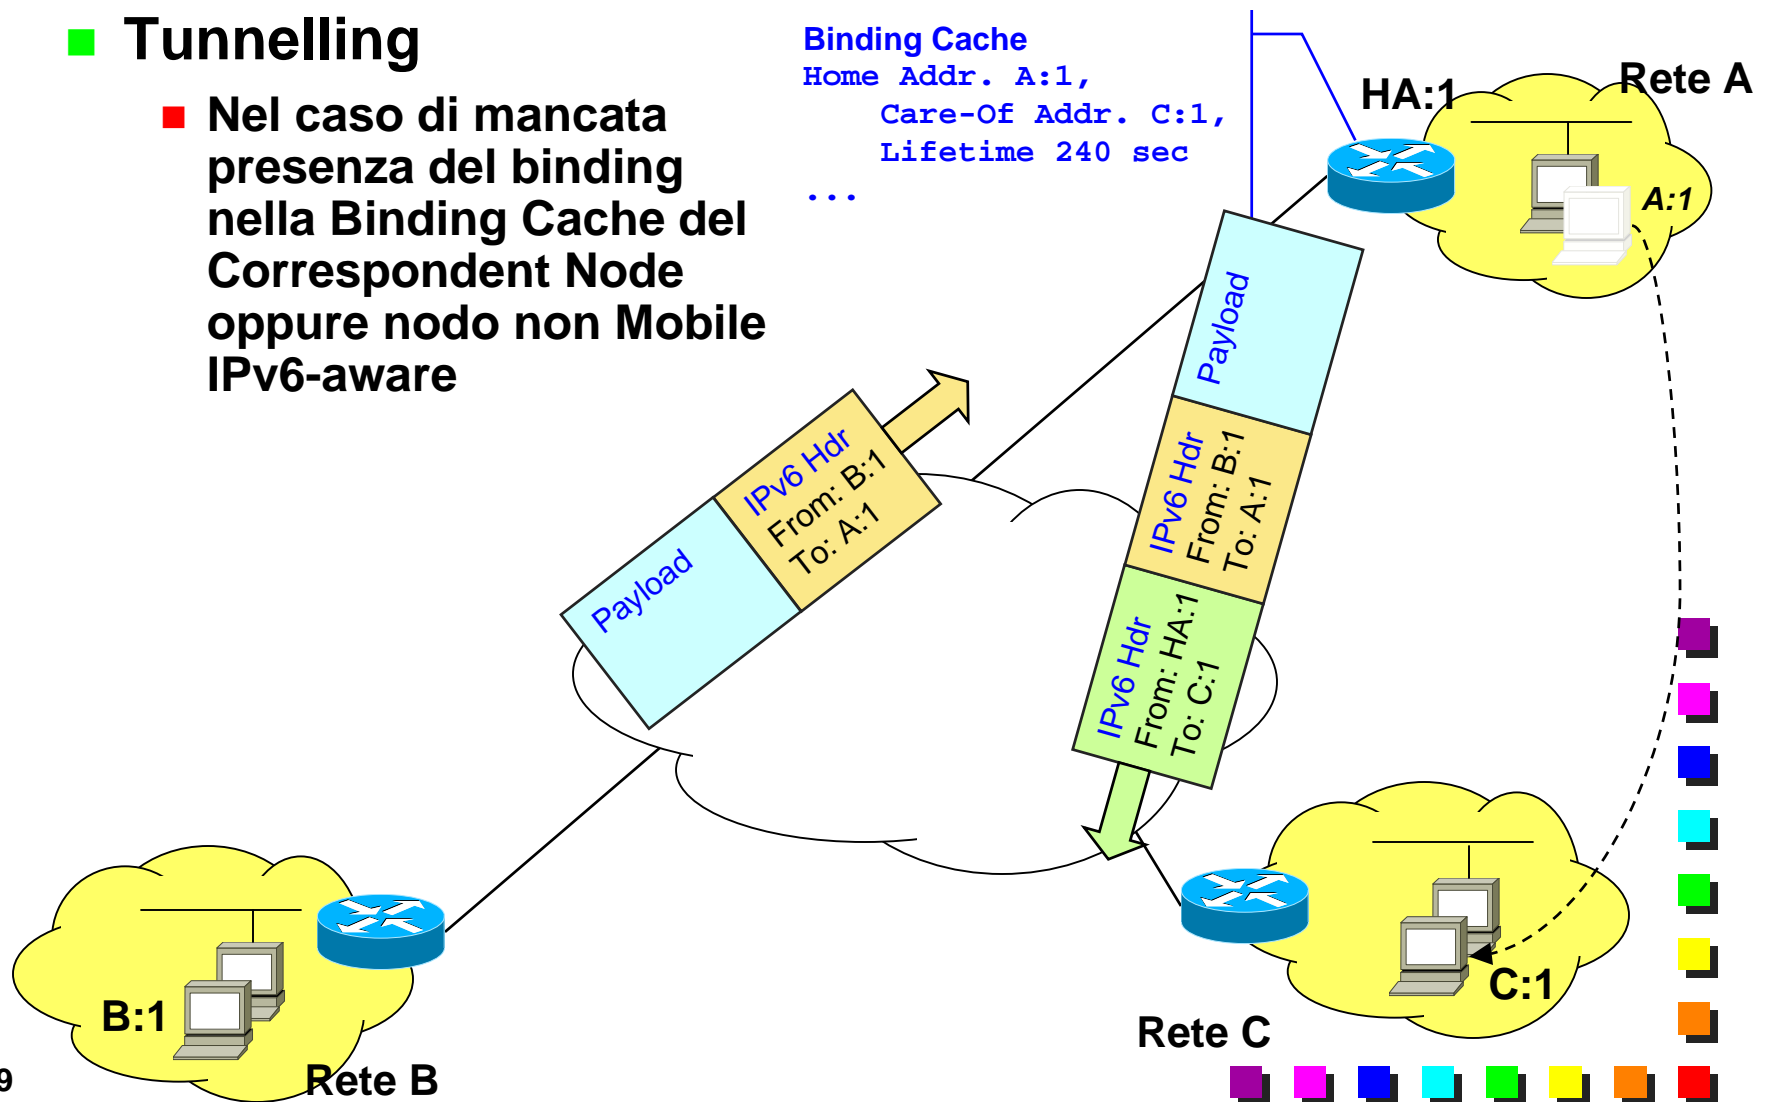 Tunnelling
Nel caso di mancata
presenza del binding
nella Binding Cache del
Correspondent Node
oppure nodo non Mobile
IPv6-aware
Binding Cache
Home Addr. A:1,
Care-Of Addr. C:1,
Lifetime 240 sec
...
HA:1
Rete A
A:1
Payload
IPv6 Hdr
From: B:1
To: A:1
IPv6 Hdr
From: HA:1
To: C:1
Payload
IPv6 Hdr
From: B:1
To: A:1
B:1
Rete B
C:1
Rete C
9